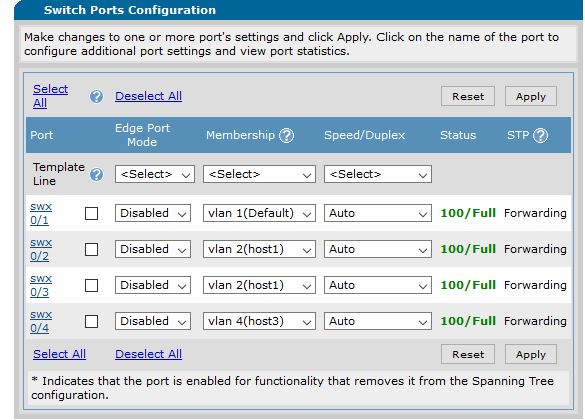 Switch Ports Configuration
Make changes to one or more port's settings and click Apply. Click on the name of the port to
configure additional port settings and view port statistics.
Select All ? Deselect All Reset Apply
Port Edge Port Mode Membership ? Speed/Duplex Status STP ?
Template Line ? <Select> <Select> <Select>
swx 0/1 Disabled vlan 1(Default) Auto 100/Full Forwarding
swx 0/2 Disabled vlan 2(host1) Auto 100/Full Forwarding
swx 0/3 Disabled vlan 2(host1) Auto 100/Full Forwarding
swx 0/4 Disabled vlan 4(host3) Auto 100/Full Forwarding
Select All Deselect All Reset Apply
* Indicates that the port is enabled for functionality that removes it from the Spanning Tree
configuration.